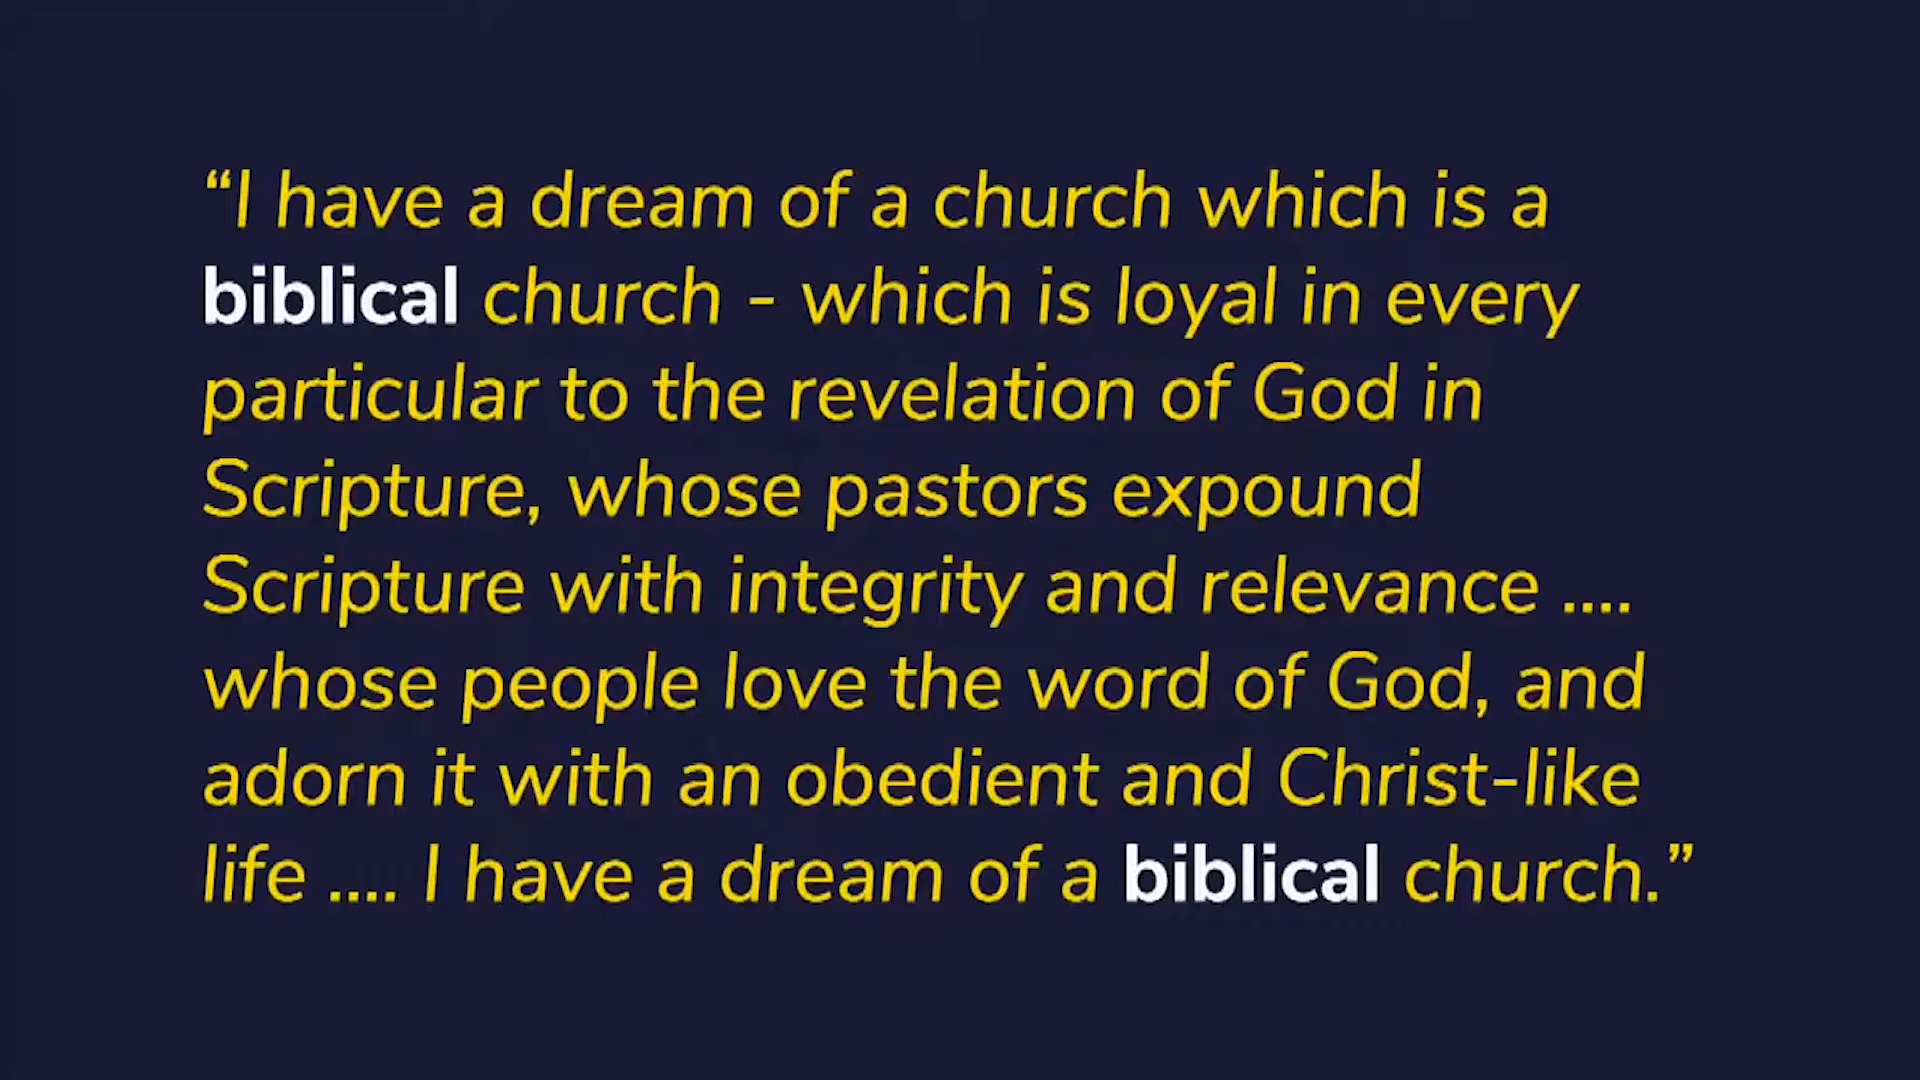 “I have a dream of a church which is a
biblical church - which is loyal in every
particular to the revelation of God in
Scripture, whose pastors expound
Scripture with integrity and relevance ....
whose people love the word of God, and
adorn it with an obedient and Christ-like
life .... I have a dream of a biblical church.”